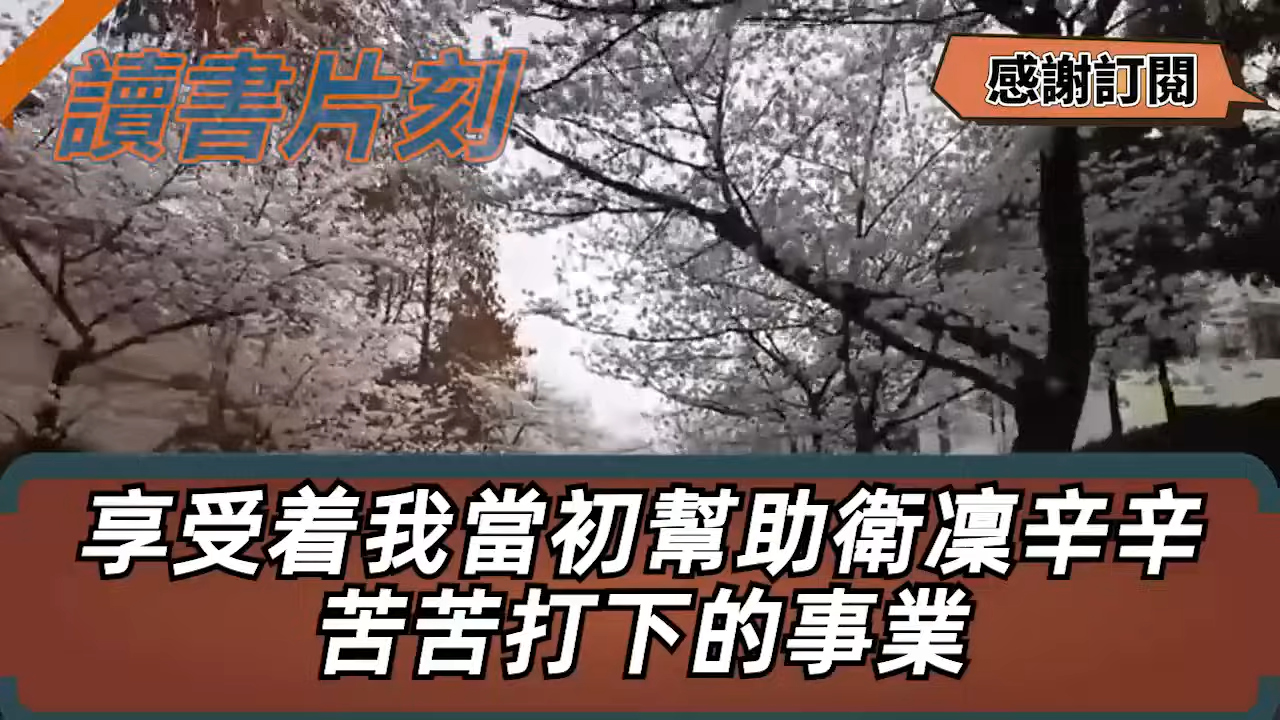 讀書片刻
感謝訂閱
享受着我當初幫助衛凜辛辛
苦苦打下的事業